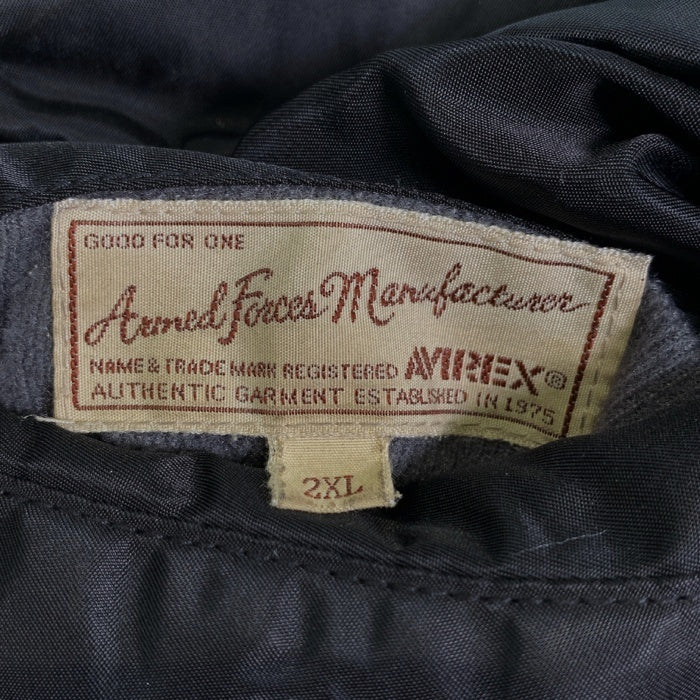 GOOD FOR ONE
Armed Forces Manufacturer
NAME & TRADE MARK REGISTERED AVIREX ®
AUTHENTIC GARMENT ESTABLISHED IN 1975
2XL